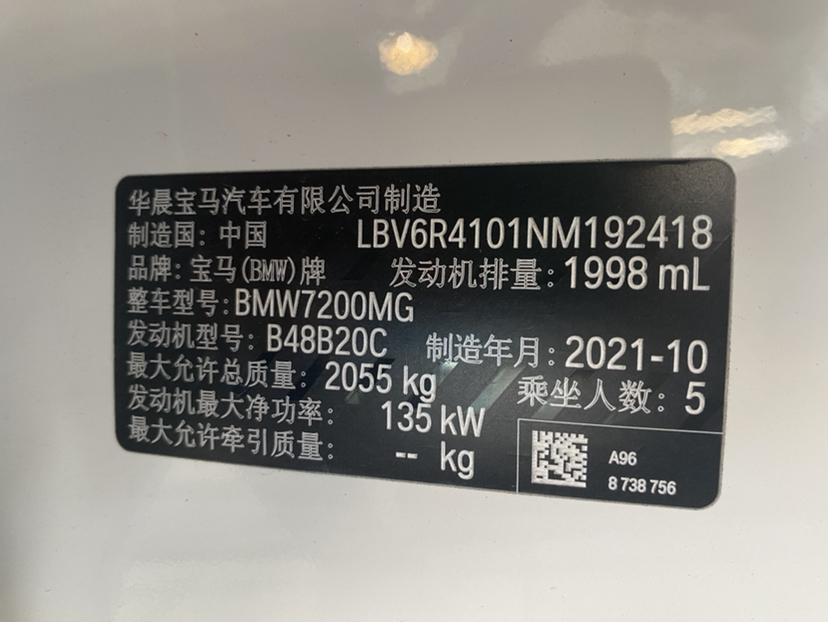 华晨宝马汽车有限公司制造
制造国: 中国 LBV6R4101NM192418
品牌: 宝马(BMW)牌 发动机排量: 1998 mL
整车型号: BMW7200MG
发动机型号: B48B20C 制造年月: 2021-10
最大允许总质量: 2055 kg 乘坐人数: 5
发动机最大净功率: 135 kW
最大允许牵引质量: -- kg
A96
8 738 756